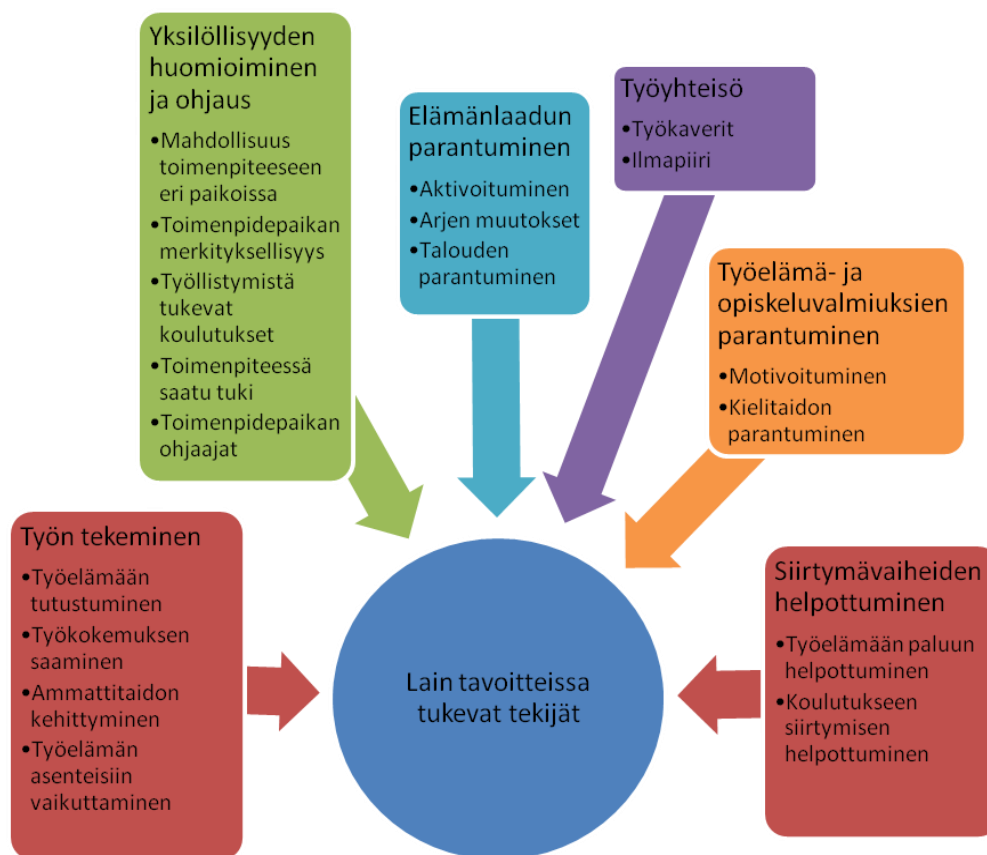 Yksilöllisyyden
huomioiminen
ja ohjaus
•Mahdollisuus
toimenpiteeseen
eri paikoissa
•Toimenpidepaikan
merkityksellisyys
•Työllistymistä
tukevat
koulutukset
•Toimenpiteessä
saatu tuki
•Toimenpidepaikan
ohjaajat
Elämänlaadun
parantuminen
•Aktivoituminen
•Arjen muutokset
•Talouden
parantuminen
Työyhteisö
•Työkaverit
•Ilmapiiri
Työelämä- ja
opiskeluvalmiuksien
parantuminen
•Motivoituminen
•Kielitaidon
parantuminen
Työn tekeminen
•Työelämään
tutustuminen
•Työkokemuksen
saaminen
•Ammattitaidon
kehittyminen
•Työelämän
asenteisiin
vaikuttaminen
Lain tavoitteissa
tukevat tekijät
Siirtymävaiheiden
helpottuminen
•Työelämään paluun
helpottuminen
•Koulutukseen
siirtymisen
helpottuminen